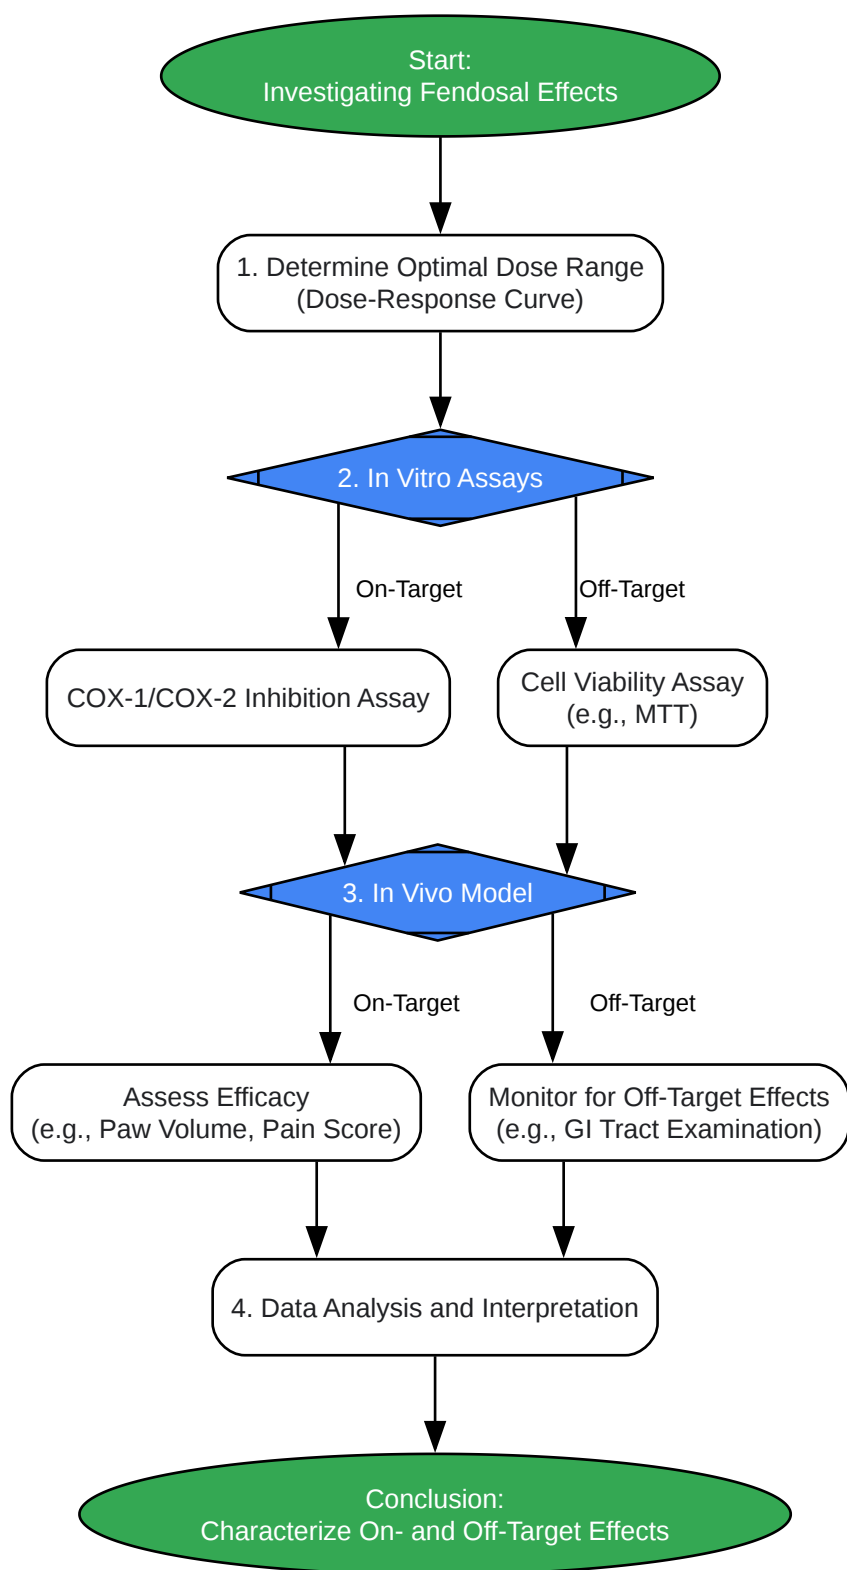 Start:
Investigating Fendosal Effects
1. Determine Optimal Dose Range
(Dose-Response Curve)
2. In Vitro Assays
On-Target
Off-Target
COX-1/COX-2 Inhibition Assay
Cell Viability Assay
(e.g., MTT)
3. In Vivo Model
On-Target
Off-Target
Assess Efficacy
(e.g., Paw Volume, Pain Score)
Monitor for Off-Target Effects
(e.g., GI Tract Examination)
4. Data Analysis and Interpretation
Conclusion:
Characterize On- and Off-Target Effects